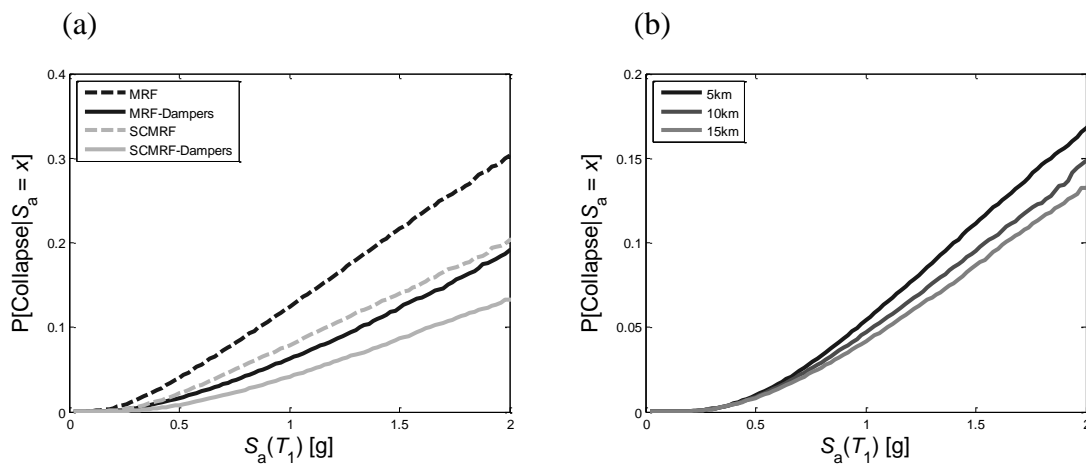 (a)
P[Collapse|Sa = x]
0.4
0.3
0.2
0.1
0
MRF
MRF-Dampers
SCMRF
SCMRF-Dampers
0 0.5 1 1.5 2
Sa(T1) [g]
(b)
P[Collapse|Sa = x]
0.2
0.15
0.1
0.05
0
5km
10km
15km
0 0.5 1 1.5 2
Sa(T1) [g]